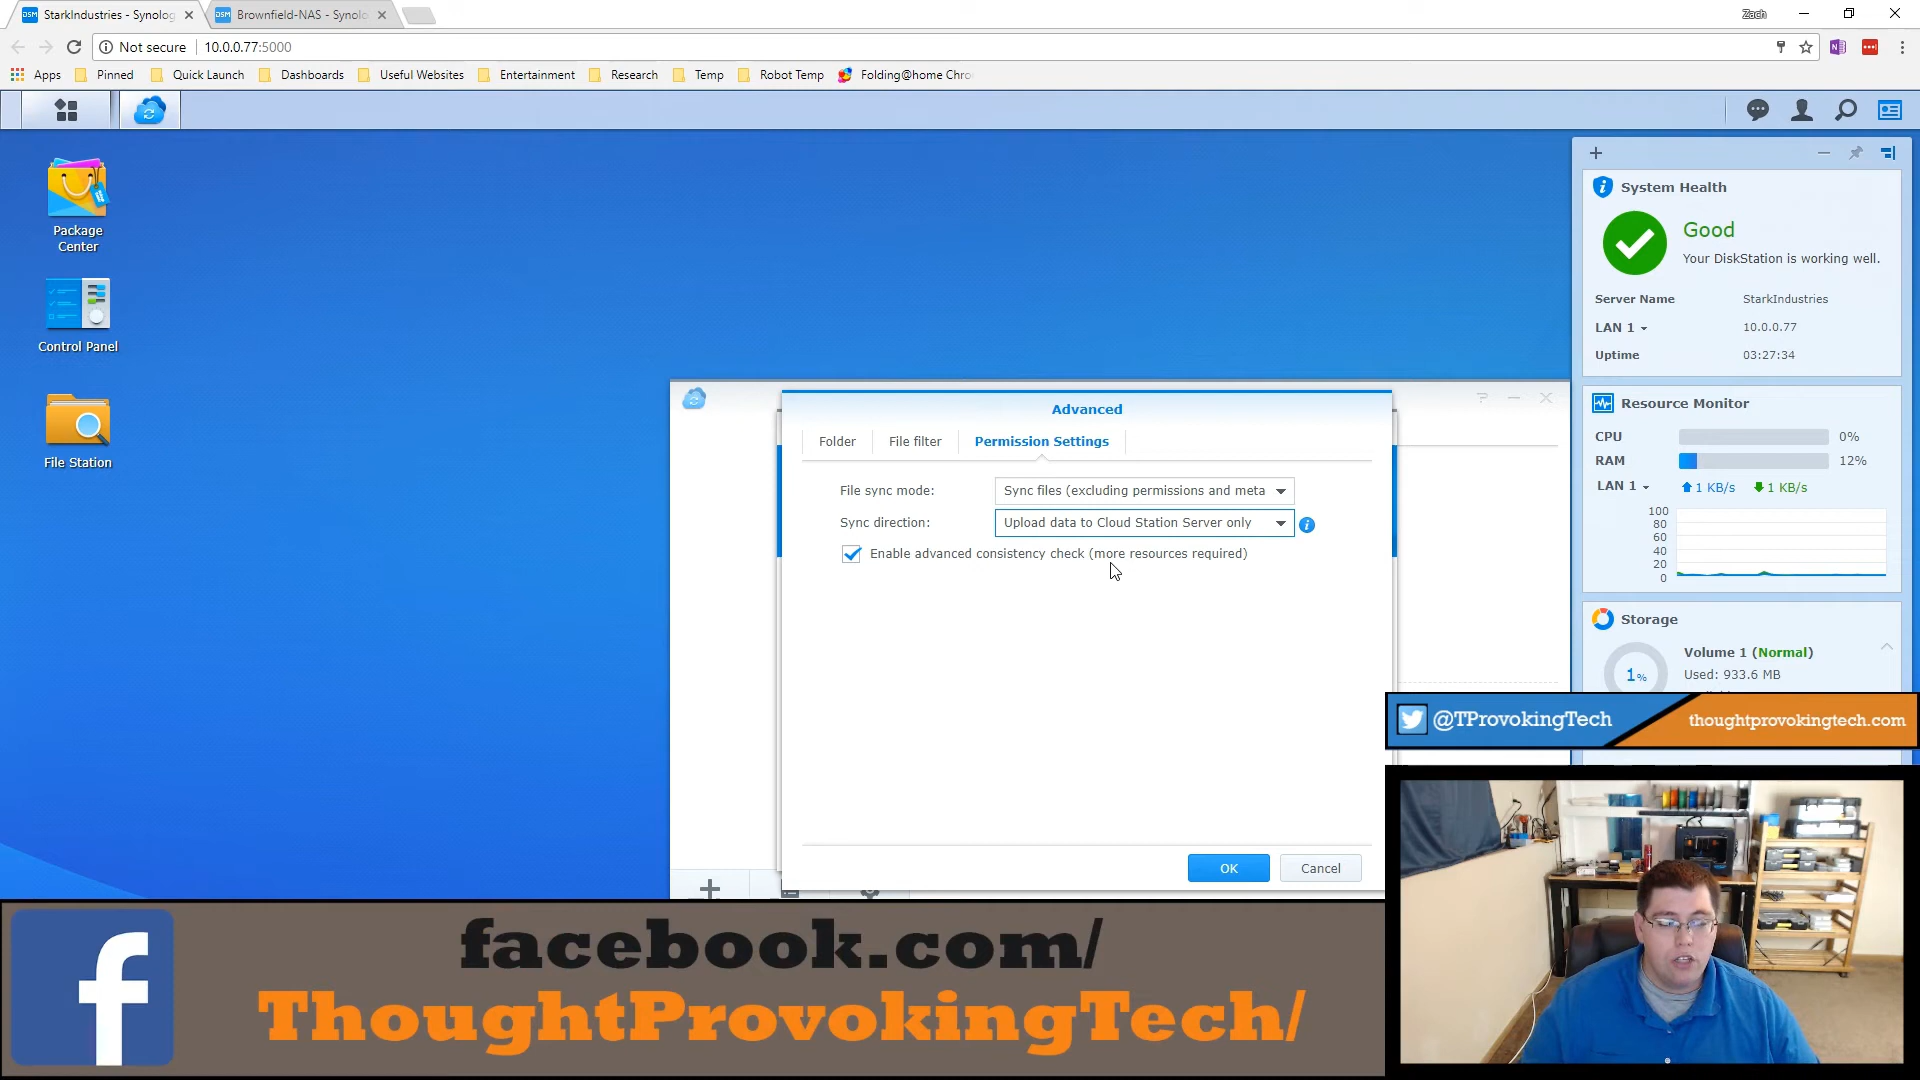 StarkIndustries - Synolog
Brownfield-NAS - Synolo
Zach
Not secure
10.0.0.77:5000
Apps
Pinned
Quick Launch
Dashboards
Useful Websites
Entertainment
Research
Temp
Robot Temp
Folding@home Chro
Package
Center
Control Panel
File Station
Advanced
Folder
File filter
Permission Settings
File sync mode:
Sync files (excluding permissions and meta
Sync direction:
Upload data to Cloud Station Server only
Enable advanced consistency check (more resources required)
OK
Cancel
System Health
Good
Your DiskStation is working well.
Server Name
StarkIndustries
LAN 1
10.0.0.77
Uptime
03:27:34
Resource Monitor
CPU
0%
RAM
12%
LAN 1
1 KB/s
1 KB/s
100
80
60
40
20
0
Storage
Volume 1 (Normal)
1%
Used: 933.6 MB
@TProvokingTech
thoughtprovokingtech.com
facebook.com/
ThoughtProvokingTech/